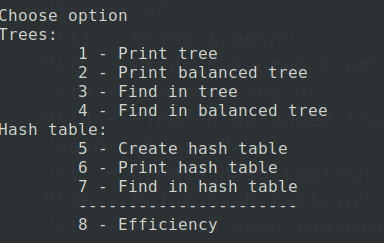 Choose option
Trees:
1 - Print tree
2 - Print balanced tree
3 - Find in tree
4 - Find in balanced tree
Hash table:
5 - Create hash table
6 - Print hash table
7 - Find in hash table
----------------------
8 - Efficiency